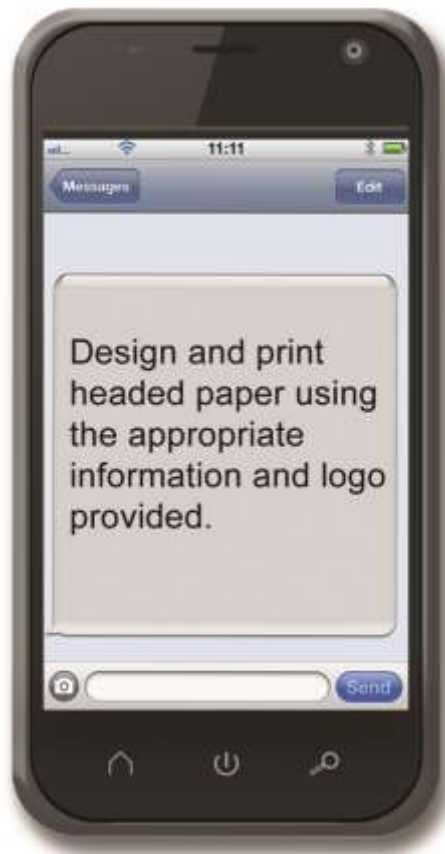 11:11
Messages
Edit
Design and print
headed paper using
the appropriate
information and logo
provided.
Send